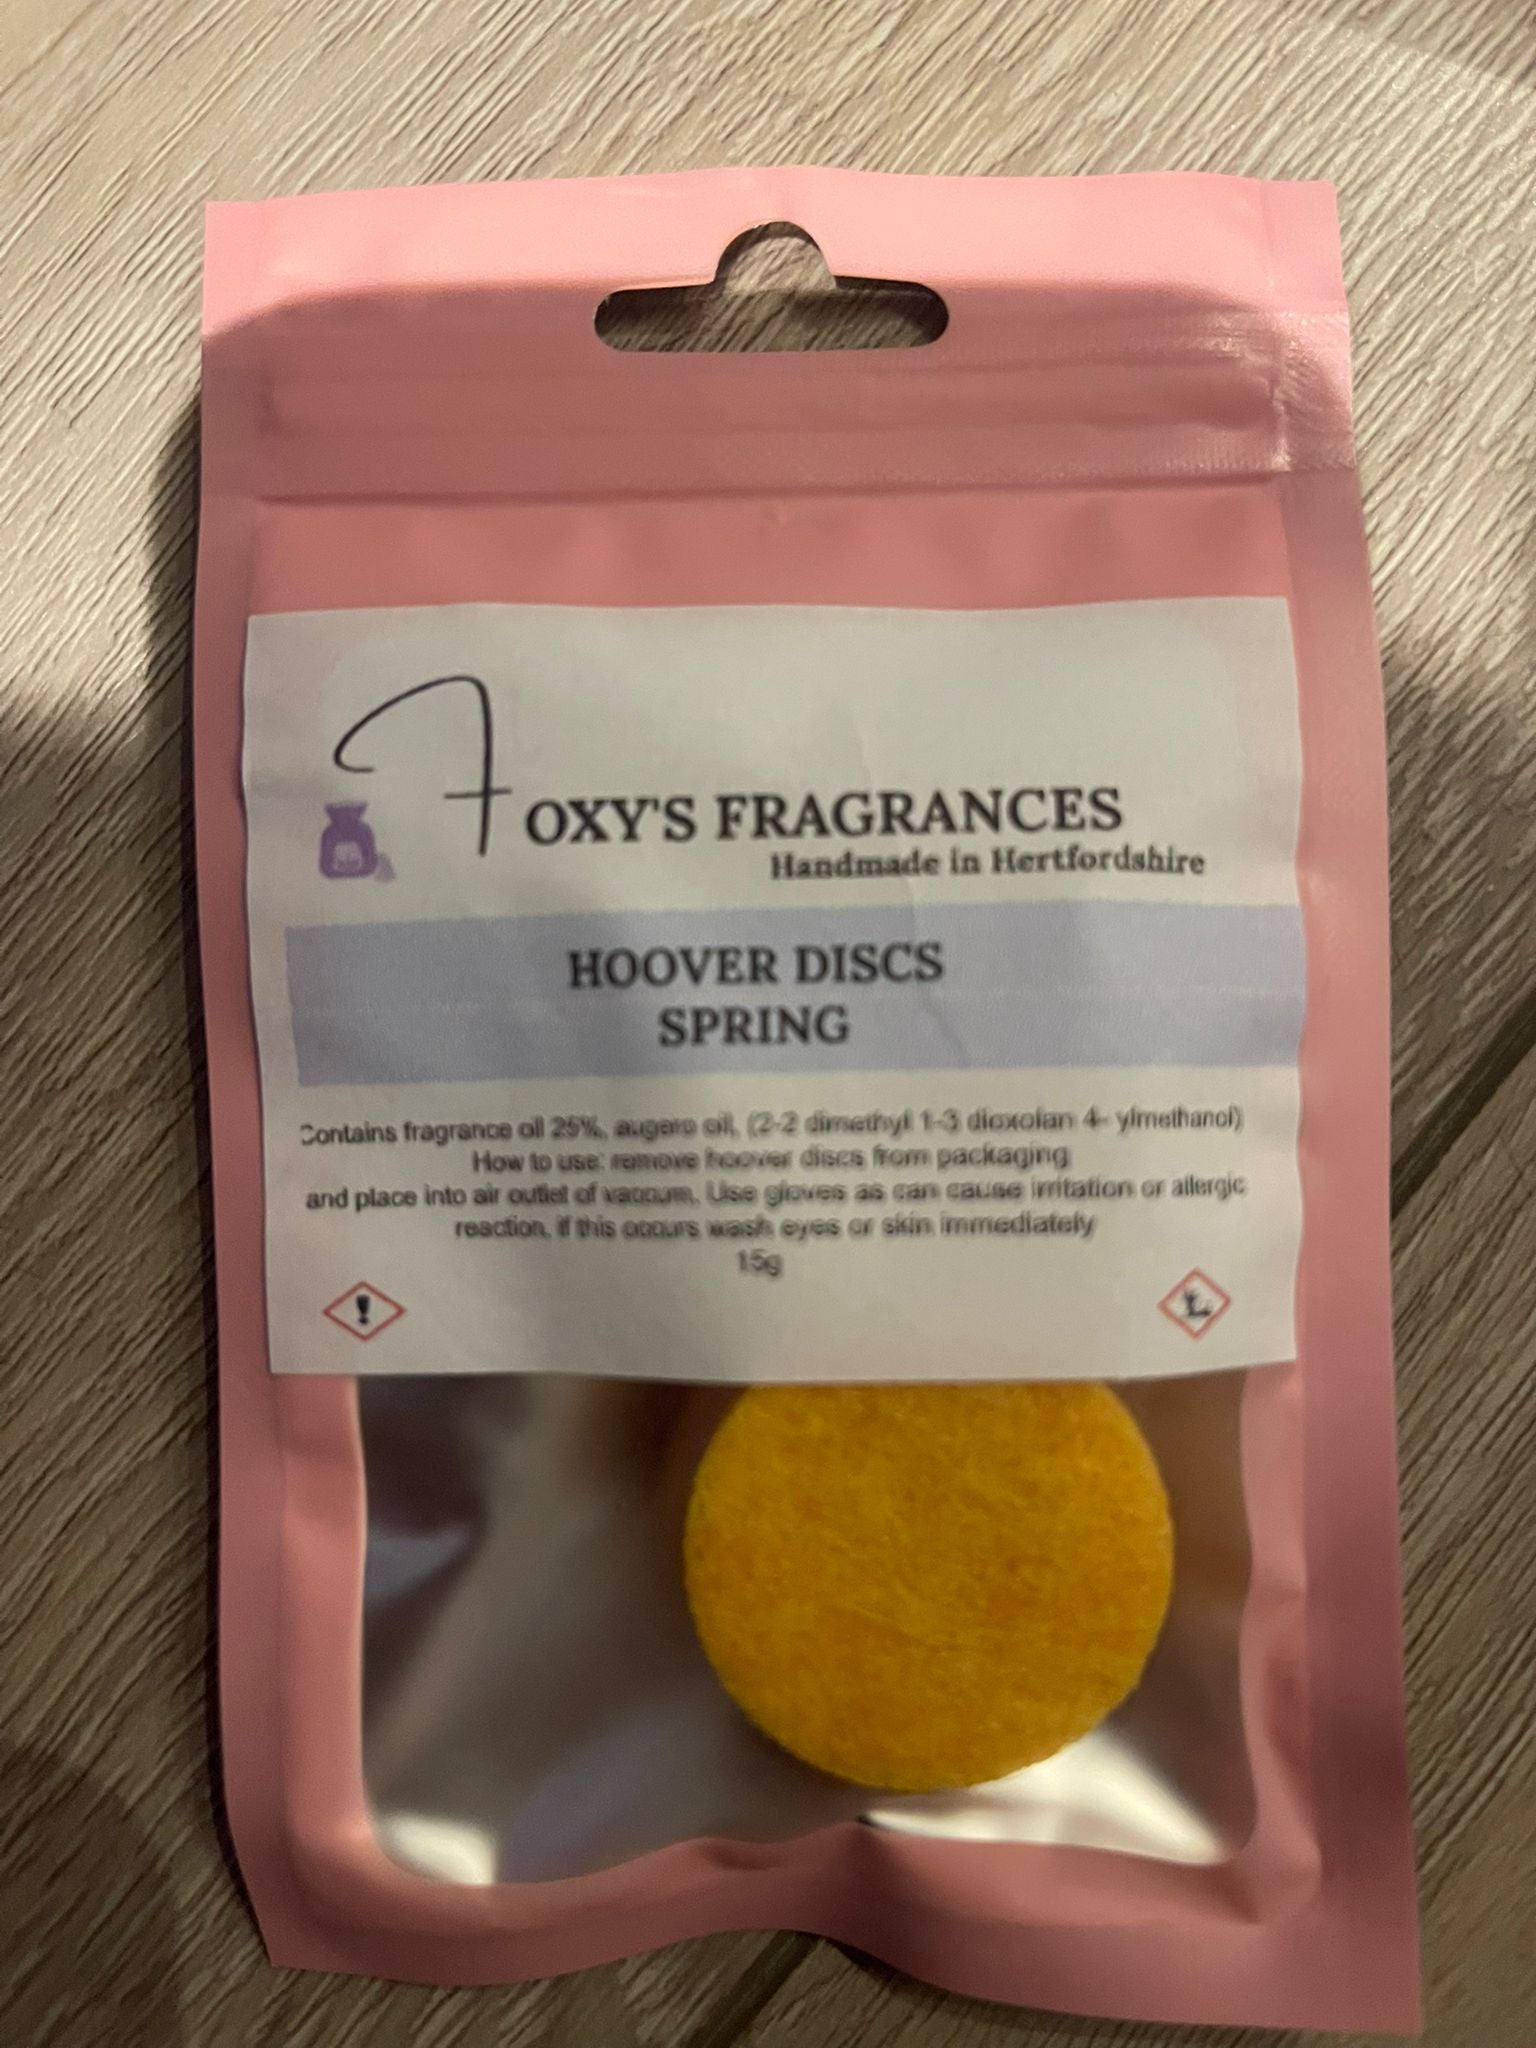 FOXY'S FRAGRANCES
Handmade in Hertfordshire
HOOVER DISCS
SPRING
Contains fragrance oil 25%, augeo oil, (2-2 dimethyl 1-3 dioxolan 4- ylmethanol)
How to use: remove hoover discs from packaging
and place into air outlet of vacuum, Use gloves as can cause irritation or allergic
reaction, if this occurs wash eyes or skin immediately
15g